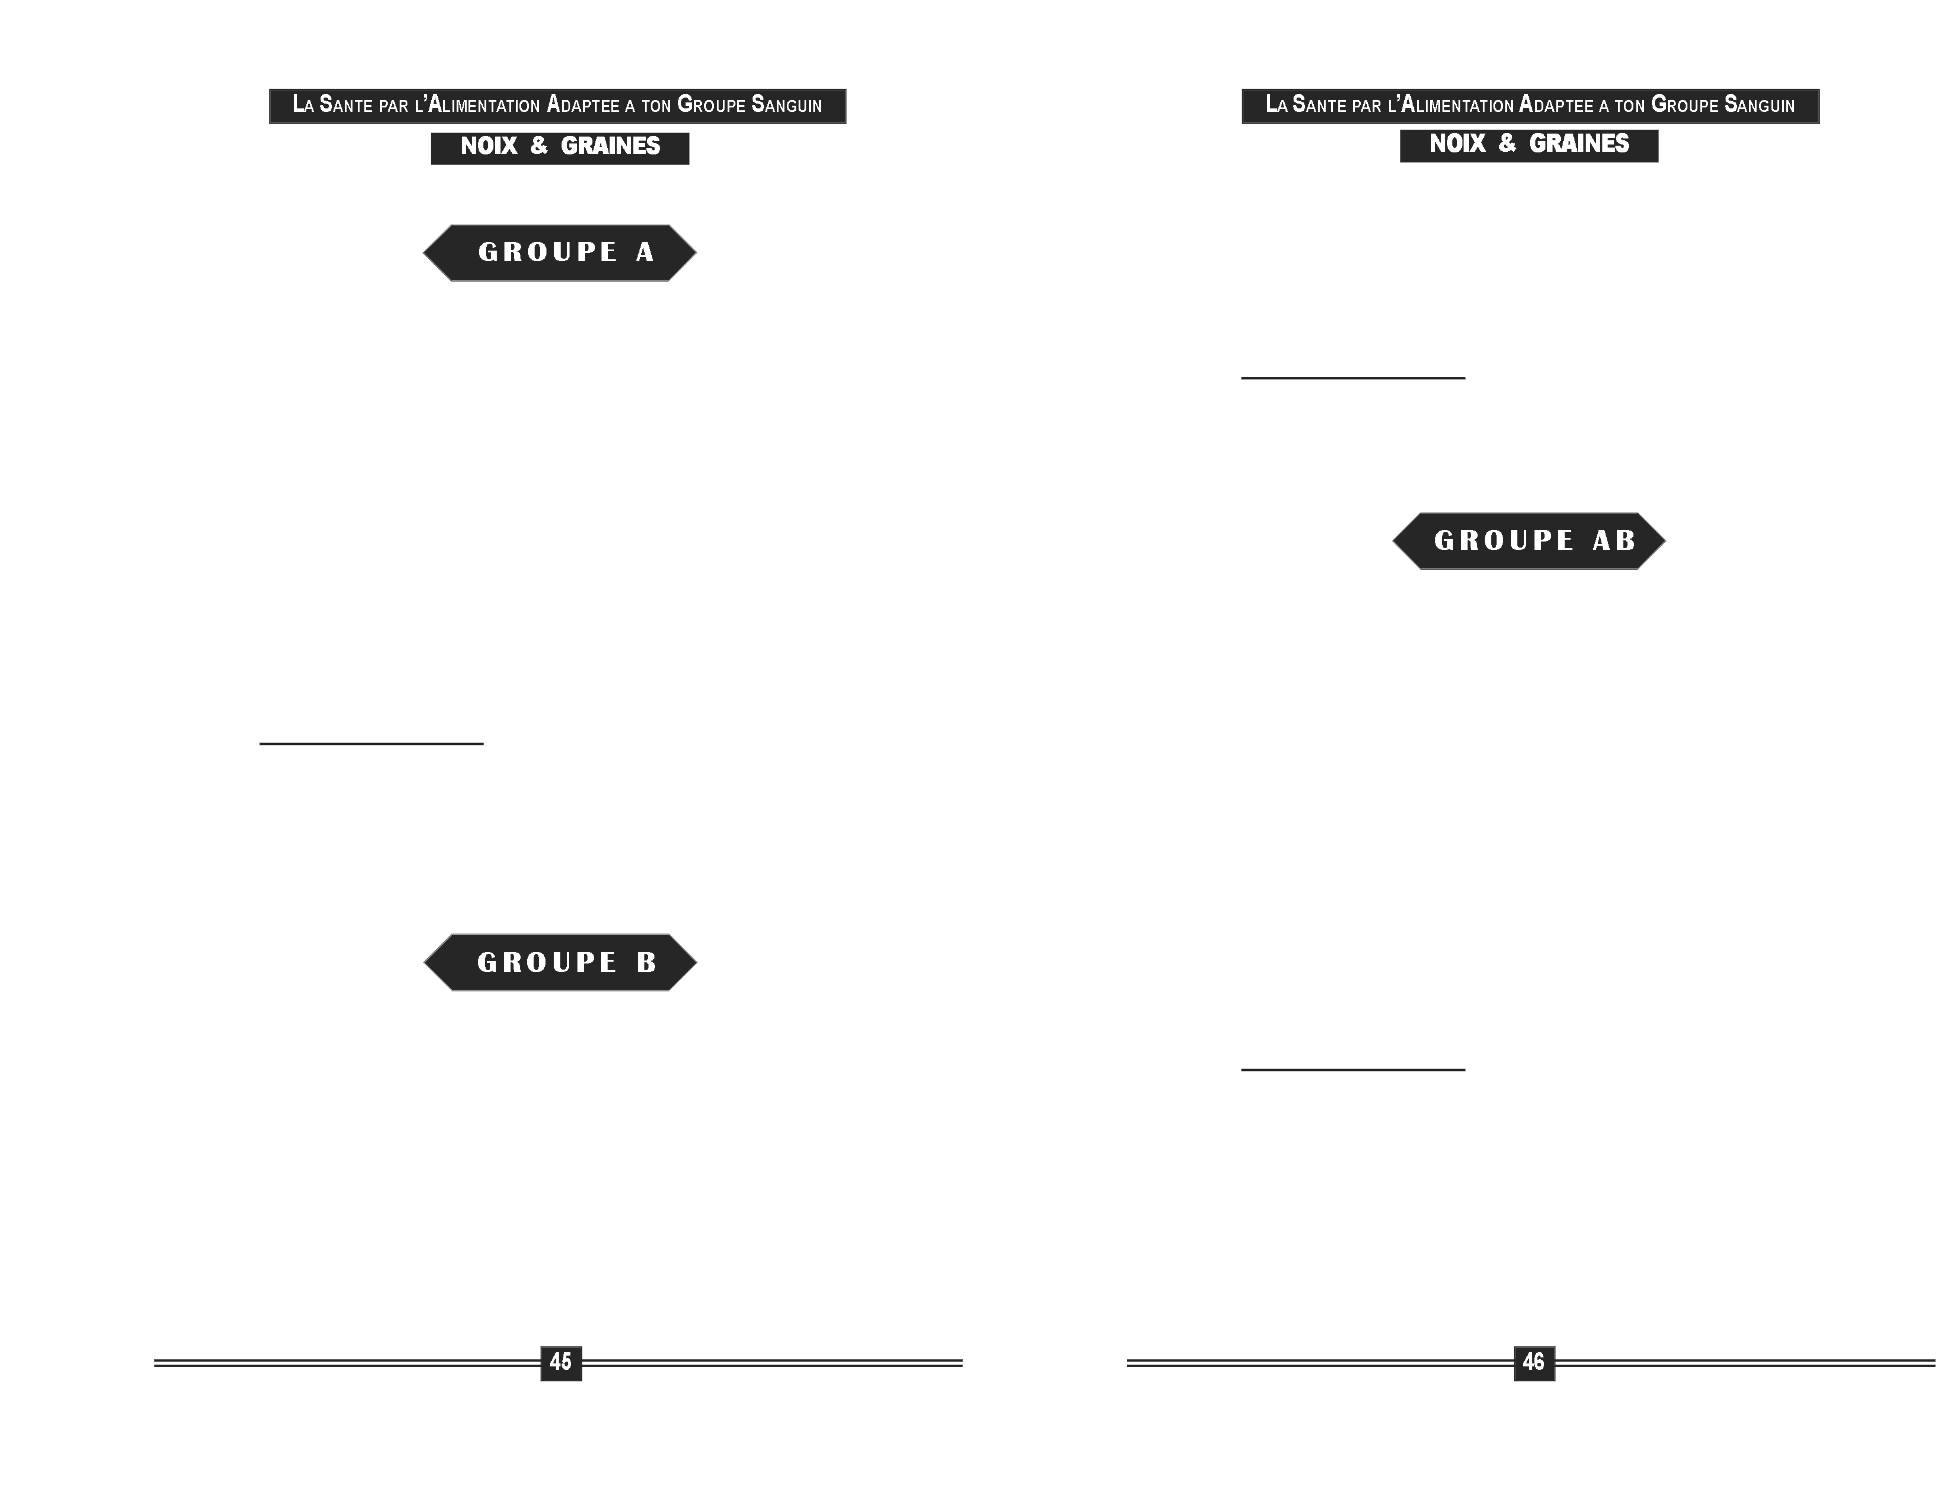 LA SANTE PAR L’ALIMENTATION ADAPTEE A TON GROUPE SANGUIN
NOIX & GRAINES
GROUPE A
GROUPE B
45
LA SANTE PAR L’ALIMENTATION ADAPTEE A TON GROUPE SANGUIN
NOIX & GRAINES
GROUPE AB
46